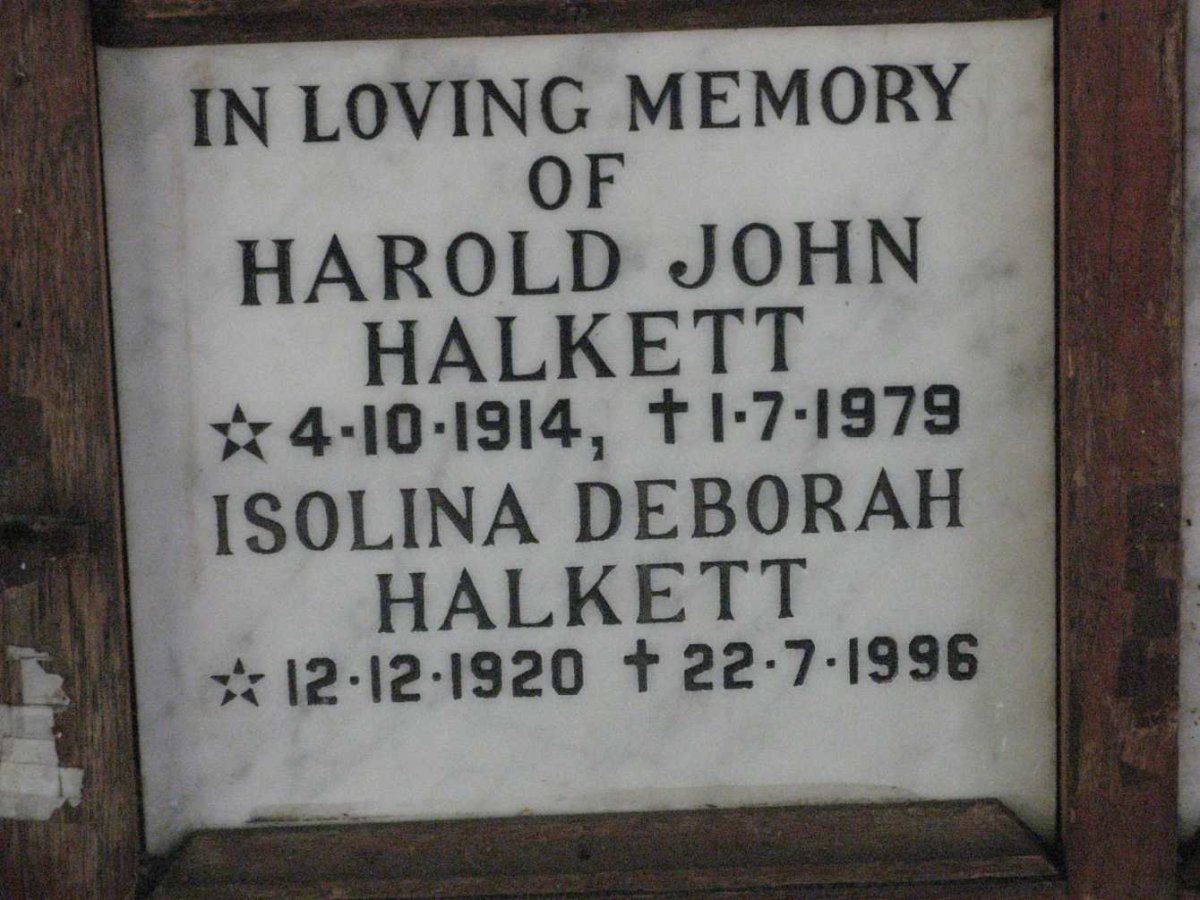 IN LOVING MEMORY
OF
HAROLD JOHN
HALKETT
☆ 4·10·1914, † 1·7·1979
ISOLINA DEBORAH
HALKETT
☆ 12·12·1920 † 22·7·1996